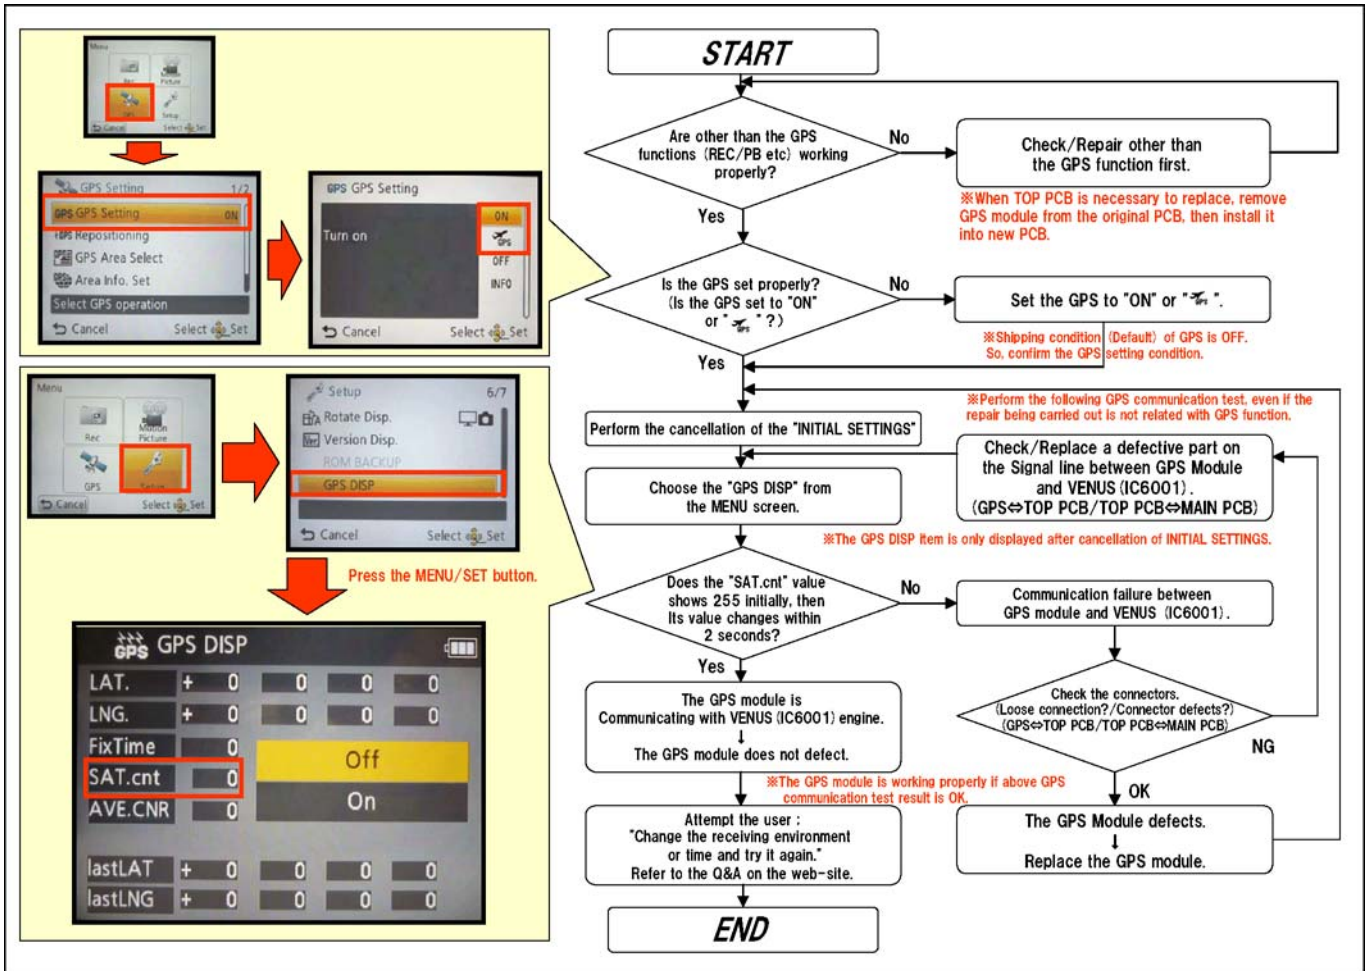 Menu
Rec
Picture
GPS
Setup
Cancel
Select Set
GPS Setting 1/2
GPS GPS Setting ON
GPS Repositioning
GPS Area Select
Area Info. Set
Select GPS operation
Cancel Select Set
GPS GPS Setting
ON
Turn on
GPS
OFF
INFO
Cancel Select Set
Menu
Rec
Motion
Picture
GPS
Setup
Cancel Select Set
Setup 6/7
Rotate Disp.
Ver. Version Disp.
ROM BACKUP
GPS DISP
Cancel Select Set
Press the MENU/SET button.
GPS GPS DISP
LAT. + 0 0 0 0
LNG. + 0 0 0 0
FixTime 0
Off
SAT.cnt 0
On
AVE.CNR 0
lastLAT + 0 0 0 0
lastLNG + 0 0 0 0
START
Are other than the GPS
functions (REC/PB etc) working
properly?
No
Check/Repair other than
the GPS function first.
※When TOP PCB is necessary to replace, remove
GPS module from the original PCB, then install it
into new PCB.
Yes
Is the GPS set properly?
(Is the GPS set to "ON"
or " GPS "?)
No
Set the GPS to "ON" or " GPS ".
※Shipping condition (Default) of GPS is OFF.
So, confirm the GPS setting condition.
Yes
※Perform the following GPS communication test, even if the
repair being carried out is not related with GPS function.
Perform the cancellation of the "INITIAL SETTINGS"
Check/Replace a defective part on
the Signal line between GPS Module
and VENUS(IC6001).
(GPS⇔TOP PCB/TOP PCB⇔MAIN PCB)
Choose the "GPS DISP" from
the MENU screen.
※The GPS DISP item is only displayed after cancellation of INITIAL SETTINGS.
Does the "SAT.cnt" value
shows 255 initially, then
Its value changes within
2 seconds?
No
Communication failure between
GPS module and VENUS (IC6001).
Yes
The GPS module is
Communicating with VENUS(IC6001) engine.
↓
The GPS module does not defect.
Check the connectors.
(Loose connection?/Connector defects?)
(GPS⇔TOP PCB/TOP PCB⇔MAIN PCB)
NG
※The GPS module is working properly if above GPS
communication test result is OK.
OK
Attempt the user :
"Change the receiving environment
or time and try it again."
Refer to the Q&A on the web-site.
The GPS Module defects.
↓
Replace the GPS module.
END